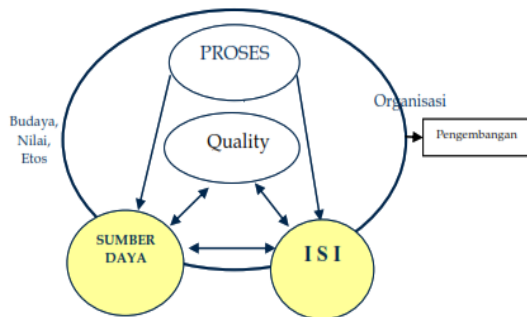 PROSES
Organisasi
Budaya,
Nilai,
Etos
Quality
Pengembangan
SUMBER
DAYA
I S I